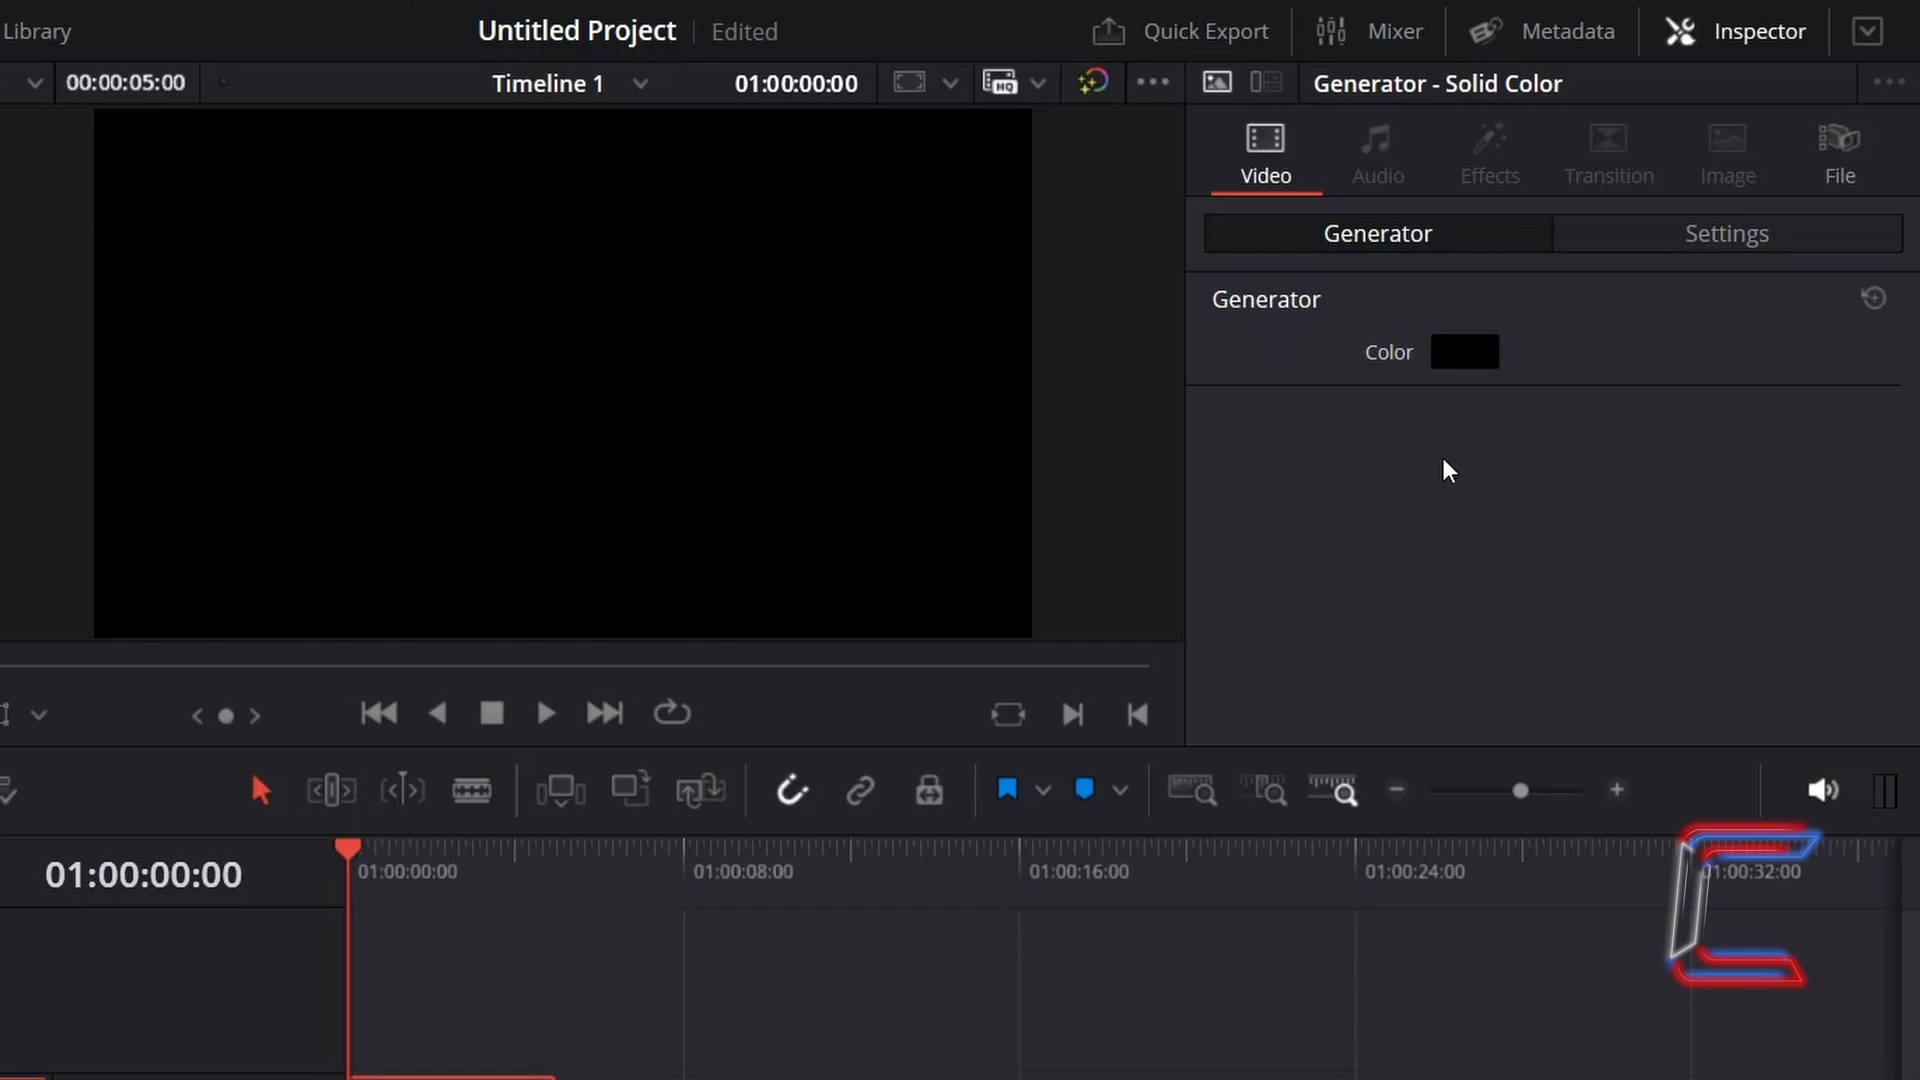 Library
Untitled Project
Edited
Quick Export
Mixer
Metadata
Inspector
00:00:05:00
Timeline 1
01:00:00:00
HQ
Generator - Solid Color
Video
Audio
Effects
Transition
Image
File
Generator
Settings
Generator
Color
01:00:00:00
01:00:00:00
01:00:08:00
01:00:16:00
01:00:24:00
01:00:32:00